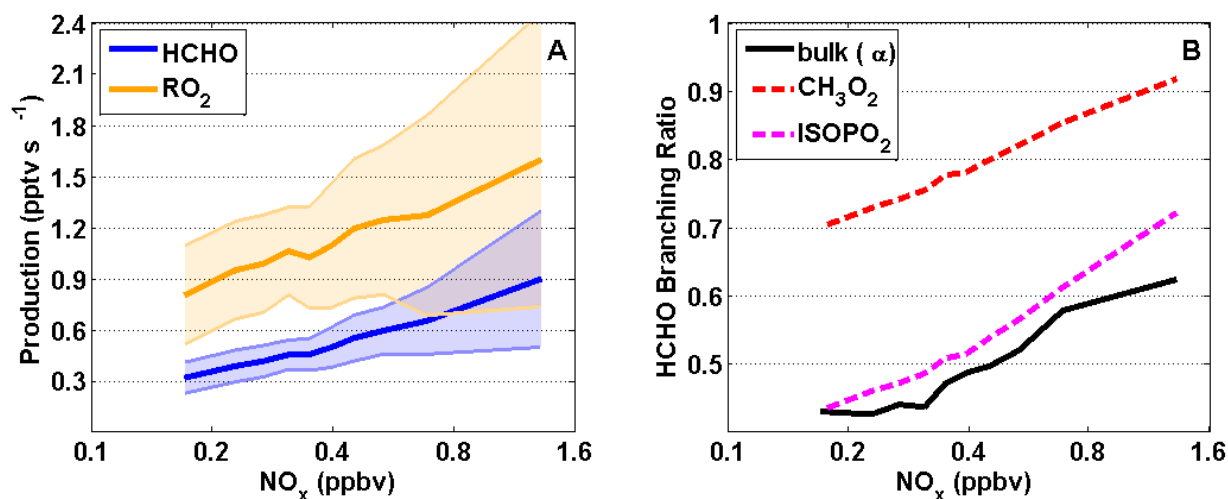 A
HCHO
RO₂
2.4
2.1
1.8
1.5
1.2
0.9
0.6
0.3
Production (pptv s ⁻¹)
0.1 0.2 0.4 0.8 1.6
NOₓ (ppbv)
B
bulk ( α)
CH₃O₂
ISOPO₂
1
0.9
0.8
0.7
0.6
0.5
HCHO Branching Ratio
0.1 0.2 0.4 0.8 1.6
NOₓ (ppbv)